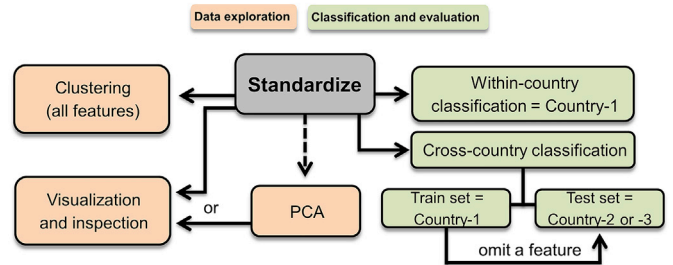 Data exploration
Classification and evaluation
Clustering
(all features)
Standardize
Within-country
classification = Country-1
Cross-country classification
Visualization
and inspection
or
PCA
Train set =
Country-1
Test set =
Country-2 or -3
omit a feature